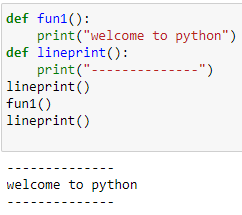 def fun1():
    print("welcome to python")
def lineprint():
    print("--------------")
lineprint()
fun1()
lineprint()
--------------
welcome to python
--------------